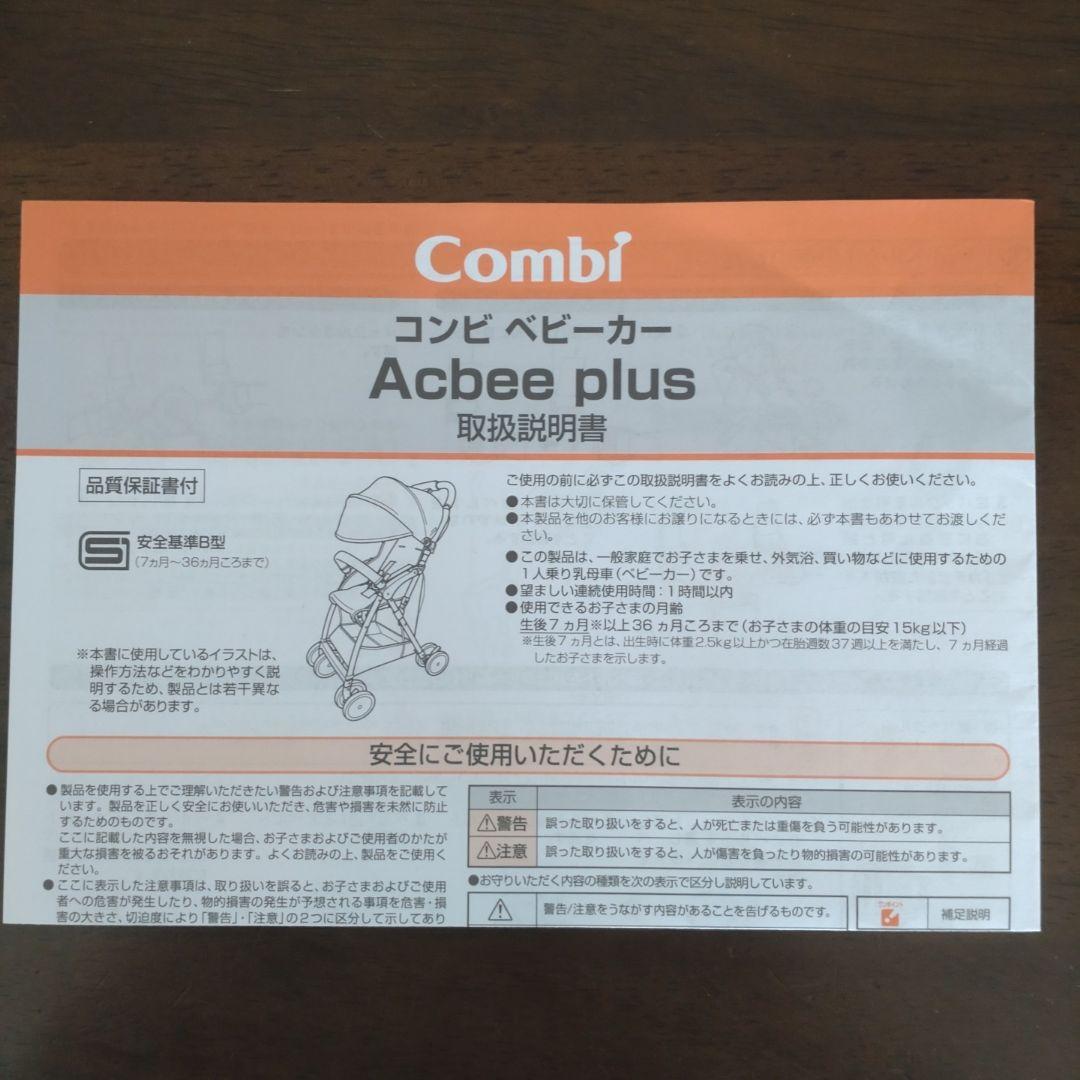 Combi
コンビ ベビーカー
Acbee plus
取扱説明書
品質保証書付
安全基準B型
(7ヵ月～36ヵ月ころまで)
※本書に使用しているイラストは、
操作方法などをわかりやすく説
明するため、製品とは若干異な
る場合があります。
ご使用の前に必ずこの取扱説明書をよくお読みの上、正しくお使いください。
●本書は大切に保管してください。
●本製品を他のお客様にお譲りになるときには、必ず本書もあわせてお渡しくだ
さい。
●この製品は、一般家庭でお子さまを乗せ、外気浴、買い物などに使用するための
1人乗り乳母車(ベビーカー)です。
●望ましい連続使用時間：1時間以内
●使用できるお子さまの月齢
生後7ヵ月※以上36ヵ月ころまで(お子さまの体重の目安15kg以下)
※生後7ヵ月とは、出生時に体重2.5kg以上かつ在胎週数37週以上を満たし、7ヵ月経過
したお子さまを示します。
安全にご使用いただくために
●製品を使用する上でご理解いただきたい警告および注意事項を記載して
います。製品を正しく安全にお使いいただき、危害や損害を未然に防止
するためのものです。
ここに記載した内容を無視した場合、お子さまおよびご使用者のかたが
重大な損害を被るおそれがあります。よくお読みの上、製品をご使用く
ださい。
●ここに表示した注意事項は、取り扱いを誤ると、お子さまおよびご使用
者への危害が発生したり、物的損害の発生が予想される事項を危害・損
害の大きさ、切迫度により「警告」・「注意」の2つに区分して示してあり
表示 表示の内容
⚠警告 誤った取り扱いをすると、人が死亡または重傷を負う可能性があります。
⚠注意 誤った取り扱いをすると、人が傷害を負ったり物的損害の可能性があります。
●お守りいただく内容の種類を次の表示で区分し説明しています。
⚠ 警告/注意をうながす内容があることを告げるものです。
ワンポイント 補足説明